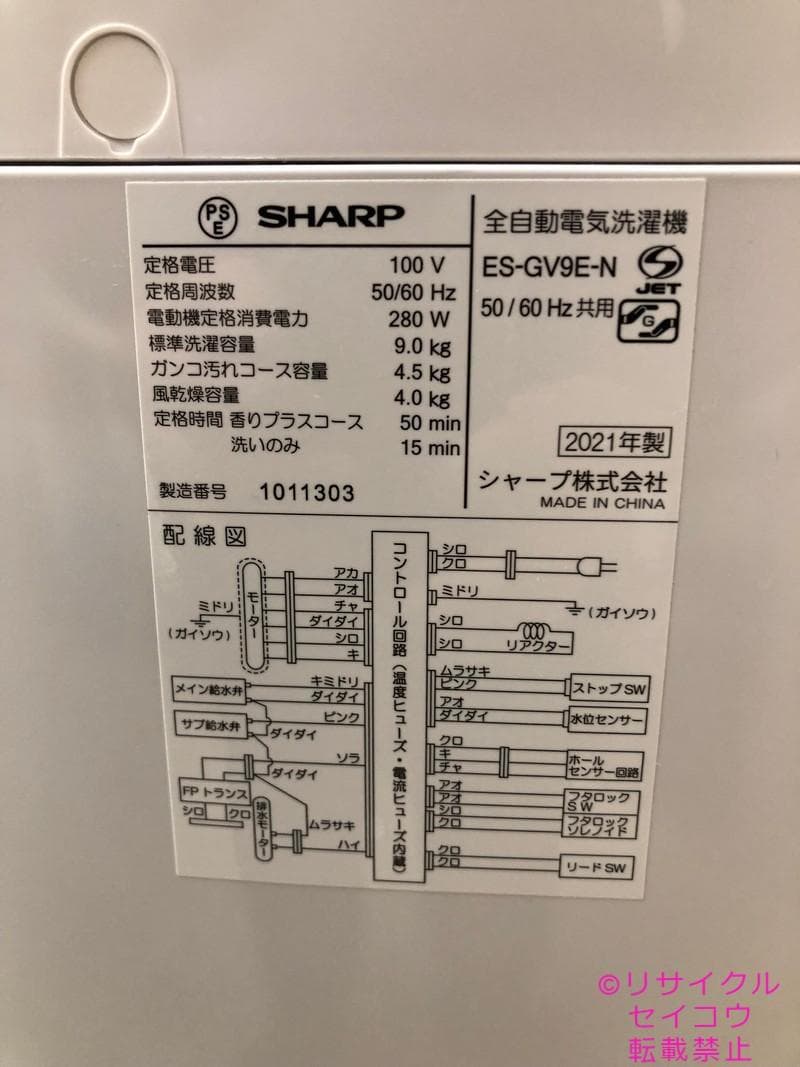 PSE SHARP
定格電圧 100 V
定格周波数 50/60 Hz
電動機定格消費電力 280 W
標準洗濯容量 9.0 kg
ガンコ汚れコース容量 4.5 kg
風乾燥容量 4.0 kg
定格時間 香りプラスコース 50 min
洗いのみ 15 min
製造番号 1011303
全自動電気洗濯機
ES-GV9E-N
S JET
50/60 Hz共用
G
2021年製
シャープ株式会社
MADE IN CHINA
配線図
ミドリ
(ガイソウ)
モーター
アカ
アオ
チャ
ダイダイ
シロ
キ
メイン給水弁
キミドリ
ダイダイ
サブ給水弁
ピンク
ダイダイ
ソラ
ダイダイ
FPトランス
シロ
クロ
排水モーター
ムラサキ
ハイ
コントロール回路(温度ヒューズ・電流ヒューズ内蔵)
シロ
クロ
ミドリ
(ガイソウ)
シロ
シロ
リアクター
ムラサキ
ピンク
ストップSW
アオ
ダイダイ
水位センサー
クロ
キ
チャ
ホール
センサー回路
アオ
アオ
フタロック
SW
シロ
クロ
フタロック
ソレノイド
クロ
クロ
リードSW
©リサイクル
セイコウ
転載禁止